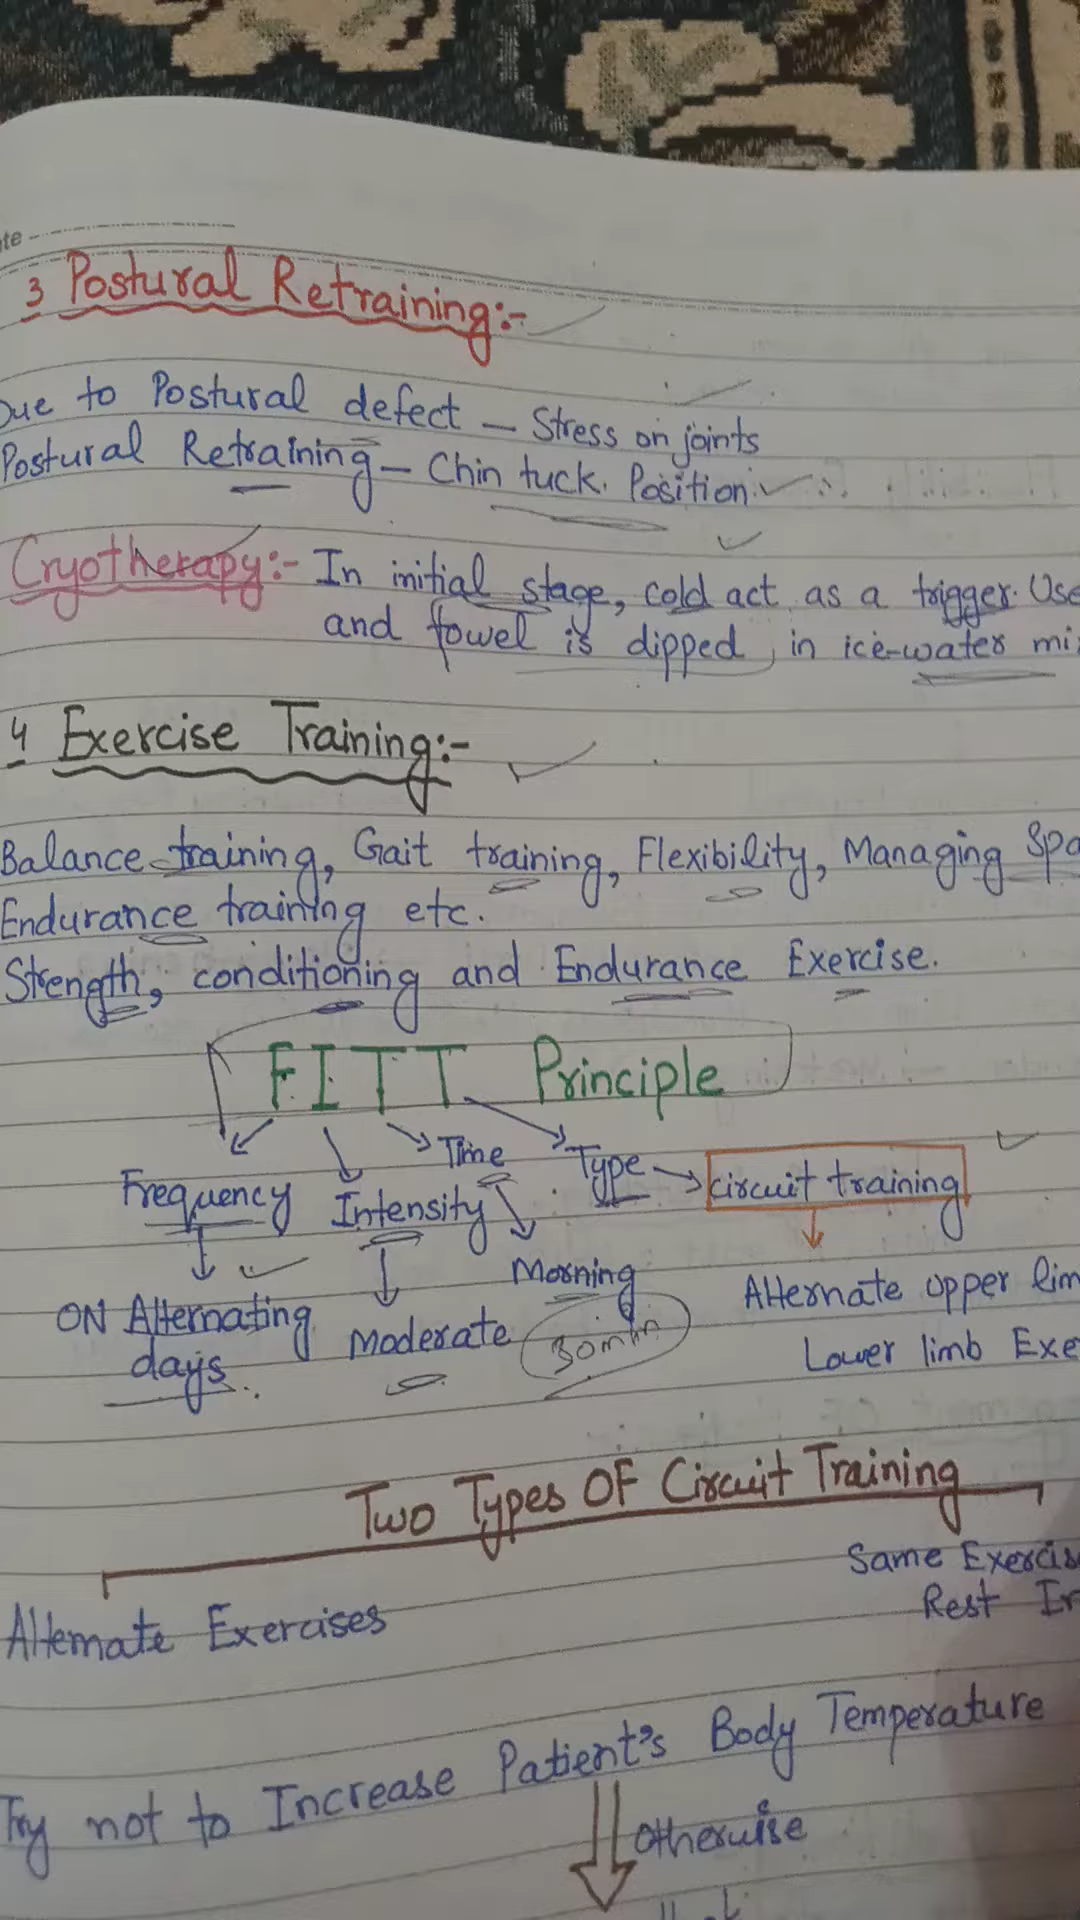 3 Postural Retraining:-
Due to Postural defect - Stress on joints
Postural Retraining - Chin tuck. Position.
Cryotherapy:- In initial stage, cold act as a trigger. Use
and towel is dipped in ice-water
4 Exercise Training:-
Balance training, Gait training, Flexibility, Managing
Endurance training etc.
Strength, conditioning and Endurance Exercise.
FITT Principle
Frequency Intensity Time Type → circuit training
ON Alternating days Moderate Morning 30min Alternate upper
Lower limb
Two Types OF Circuit Training
Alternate Exercises Same
Rest
Try not to Increase Patient's Body Temperature
otherwise